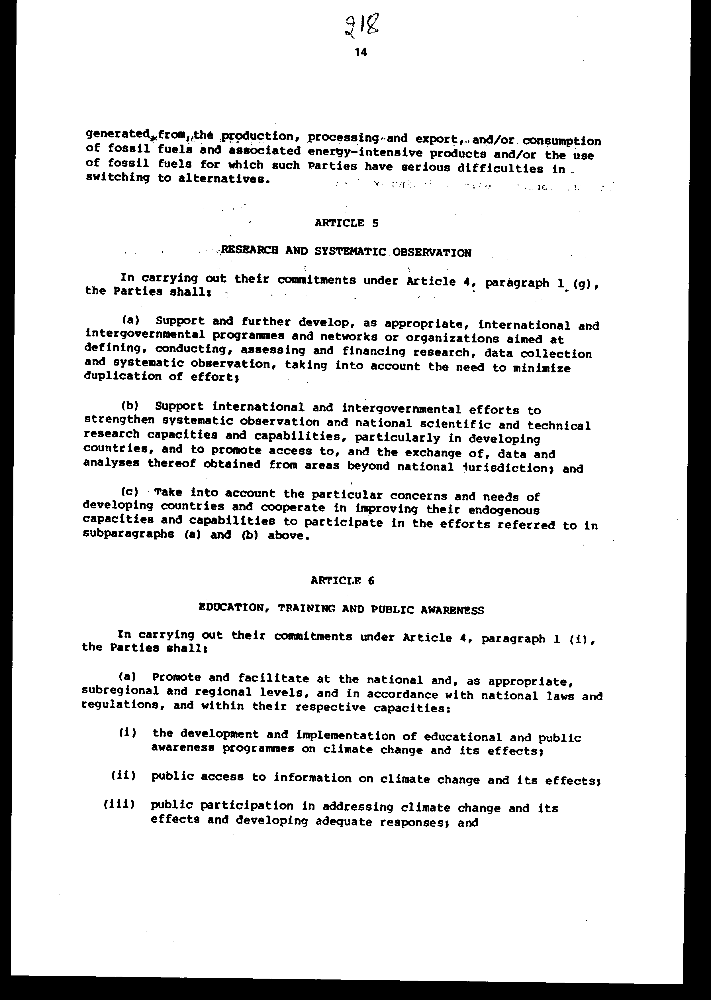 218
14
generated from the production, processing and export, and/or consumption
of fossil fuels and associated energy-intensive products and/or the use
of fossil fuels for which such Parties have serious difficulties in
switching to alternatives.
ARTICLE 5
RESEARCH AND SYSTEMATIC OBSERVATION
In carrying out their commitments under Article 4, paragraph 1 (g),
the Parties shall:
(a) Support and further develop, as appropriate, international and
intergovernmental programmes and networks or organizations aimed at
defining, conducting, assessing and financing research, data collection
and systematic observation, taking into account the need to minimize
duplication of effort;
(b) Support international and intergovernmental efforts to
strengthen systematic observation and national scientific and technical
research capacities and capabilities, particularly in developing
countries, and to promote access to, and the exchange of, data and
analyses thereof obtained from areas beyond national jurisdiction; and
(c) Take into account the particular concerns and needs of
developing countries and cooperate in improving their endogenous
capacities and capabilities to participate in the efforts referred to in
subparagraphs (a) and (b) above.
ARTICLE 6
EDUCATION, TRAINING AND PUBLIC AWARENESS
In carrying out their commitments under Article 4, paragraph 1 (i),
the Parties shall:
(a) Promote and facilitate at the national and, as appropriate,
subregional and regional levels, and in accordance with national laws and
regulations, and within their respective capacities:
(i) the development and implementation of educational and public
awareness programmes on climate change and its effects;
(ii) public access to information on climate change and its effects;
(iii) public participation in addressing climate change and its
effects and developing adequate responses; and